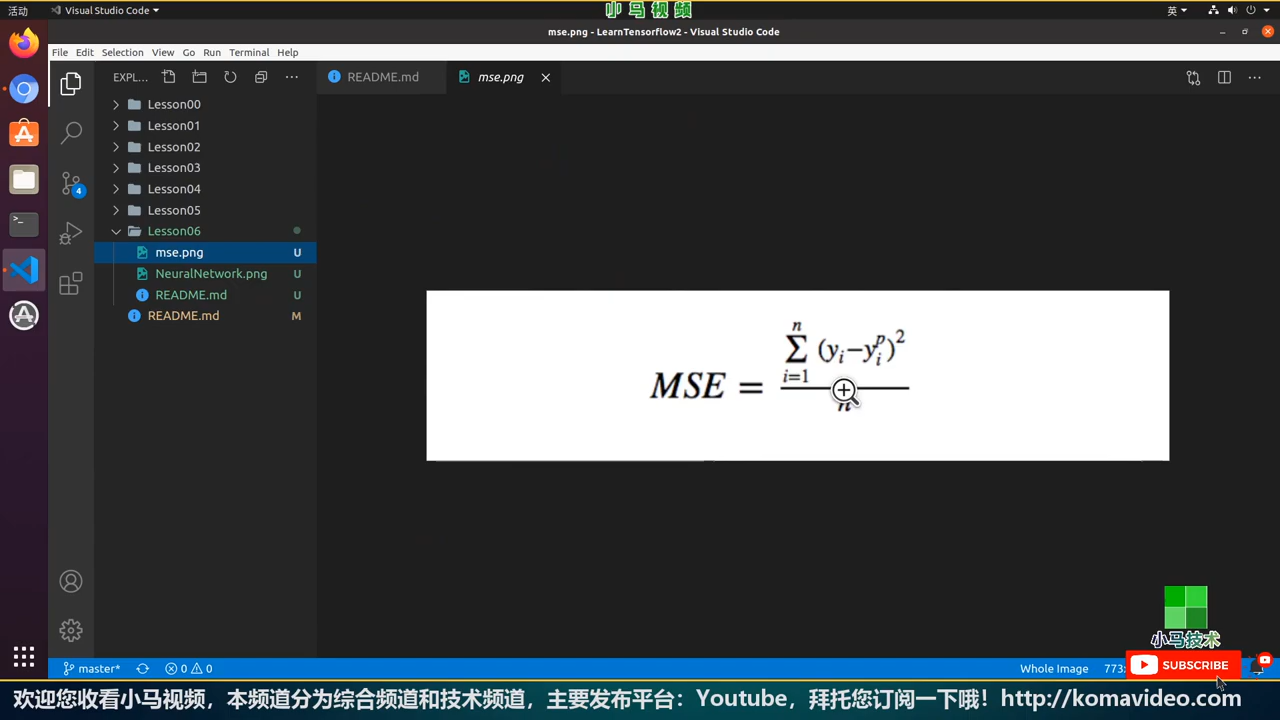 活动
Visual Studio Code
小马视频
英
mse.png - LearnTensorflow2 - Visual Studio Code
File Edit Selection View Go Run Terminal Help
EXPL...
README.md
mse.png
Lesson00
Lesson01
Lesson02
Lesson03
Lesson04
Lesson05
Lesson06
mse.png U
NeuralNetwork.png U
README.md U
README.md M
4
MSE = \frac{\sum_{i=1}^{n} (y_i - y_i^p)^2}{n}
小马技术
SUBSCRIBE
master*
0 0
Whole Image
欢迎您收看小马视频，本频道分为综合频道和技术频道，主要发布平台：Youtube，拜托您订阅一下哦！http://komavideo.com